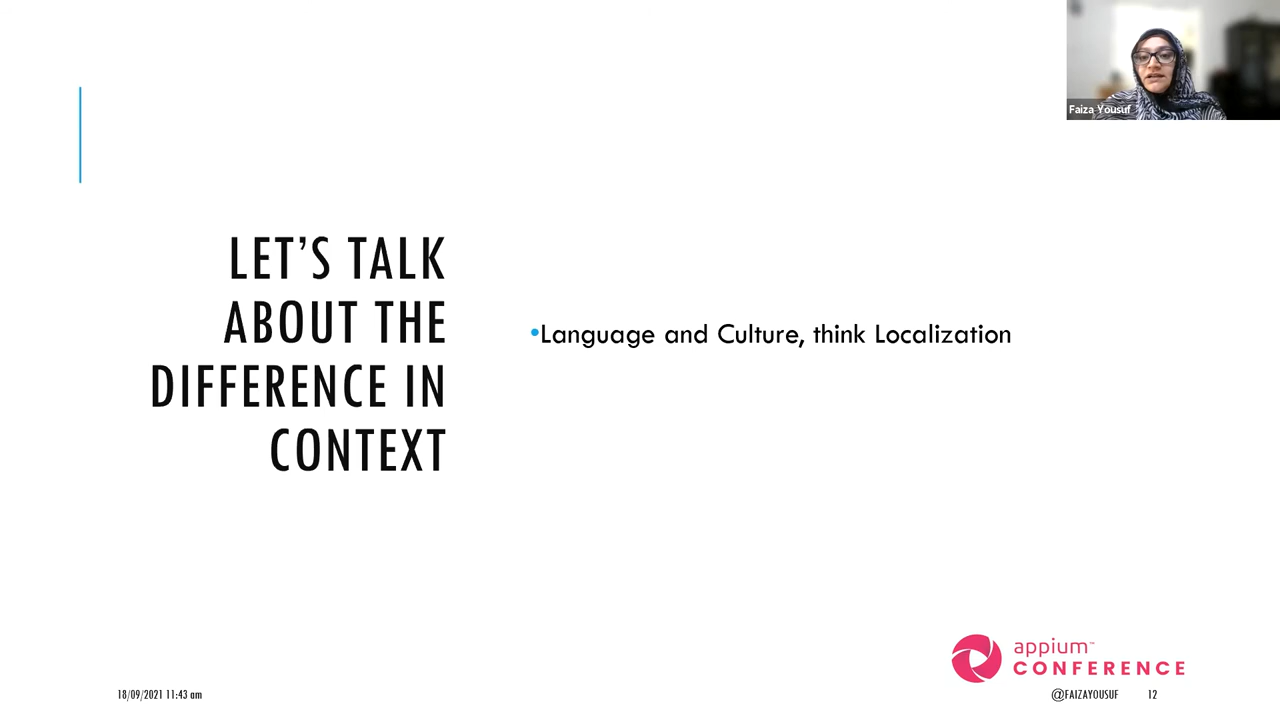 Faiza Yousuf
LET'S TALK
ABOUT THE
DIFFERENCE IN
CONTEXT
•Language and Culture, think Localization
appium™
CONFERENCE
18/09/2021 11:43 am
@FAIZAYOUSUF
12